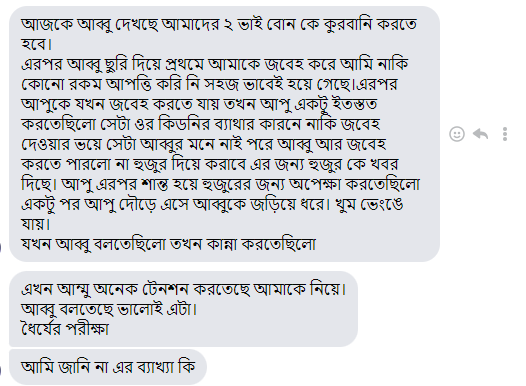 আজকে আব্বু দেখছে আমাদের ২ ভাই বোন কে কুরবানি করতে
হবে।
এরপর আব্বু ছুরি দিয়ে প্রথমে আমাকে জবেহ করে আমি নাকি
কোনো রকম আপত্তি করি নি সহজ ভাবেই হয়ে গেছে।এরপর
আপুকে যখন জবেহ করতে যায় তখন আপু একটু ইতস্তত
করতেছিলো সেটা ওর কিডনির ব্যাথার কারনে নাকি জবেহ
দেওয়ার ভয়ে সেটা আব্বুর মনে নাই পরে আব্বু আর জবেহ
করতে পারলো না হুজুর দিয়ে করাবে এর জন্য হুজুর কে খবর
দিছে। আপু এরপর শান্ত হয়ে হুজুরের জন্য অপেক্ষা করতেছিলো
একটু পর আপু দৌড়ে এসে আব্বুকে জড়িয়ে ধরে। খুম ভেংঙে
যায়।
যখন আব্বু বলতেছিলো তখন কান্না করতেছিলো
এখন আম্মু অনেক টেনশন করতেছে আমাকে নিয়ে।
আব্বু বলতেছে ভালোই এটা।
ধৈর্যের পরীক্ষা
আমি জানি না এর ব্যাখ্যা কি